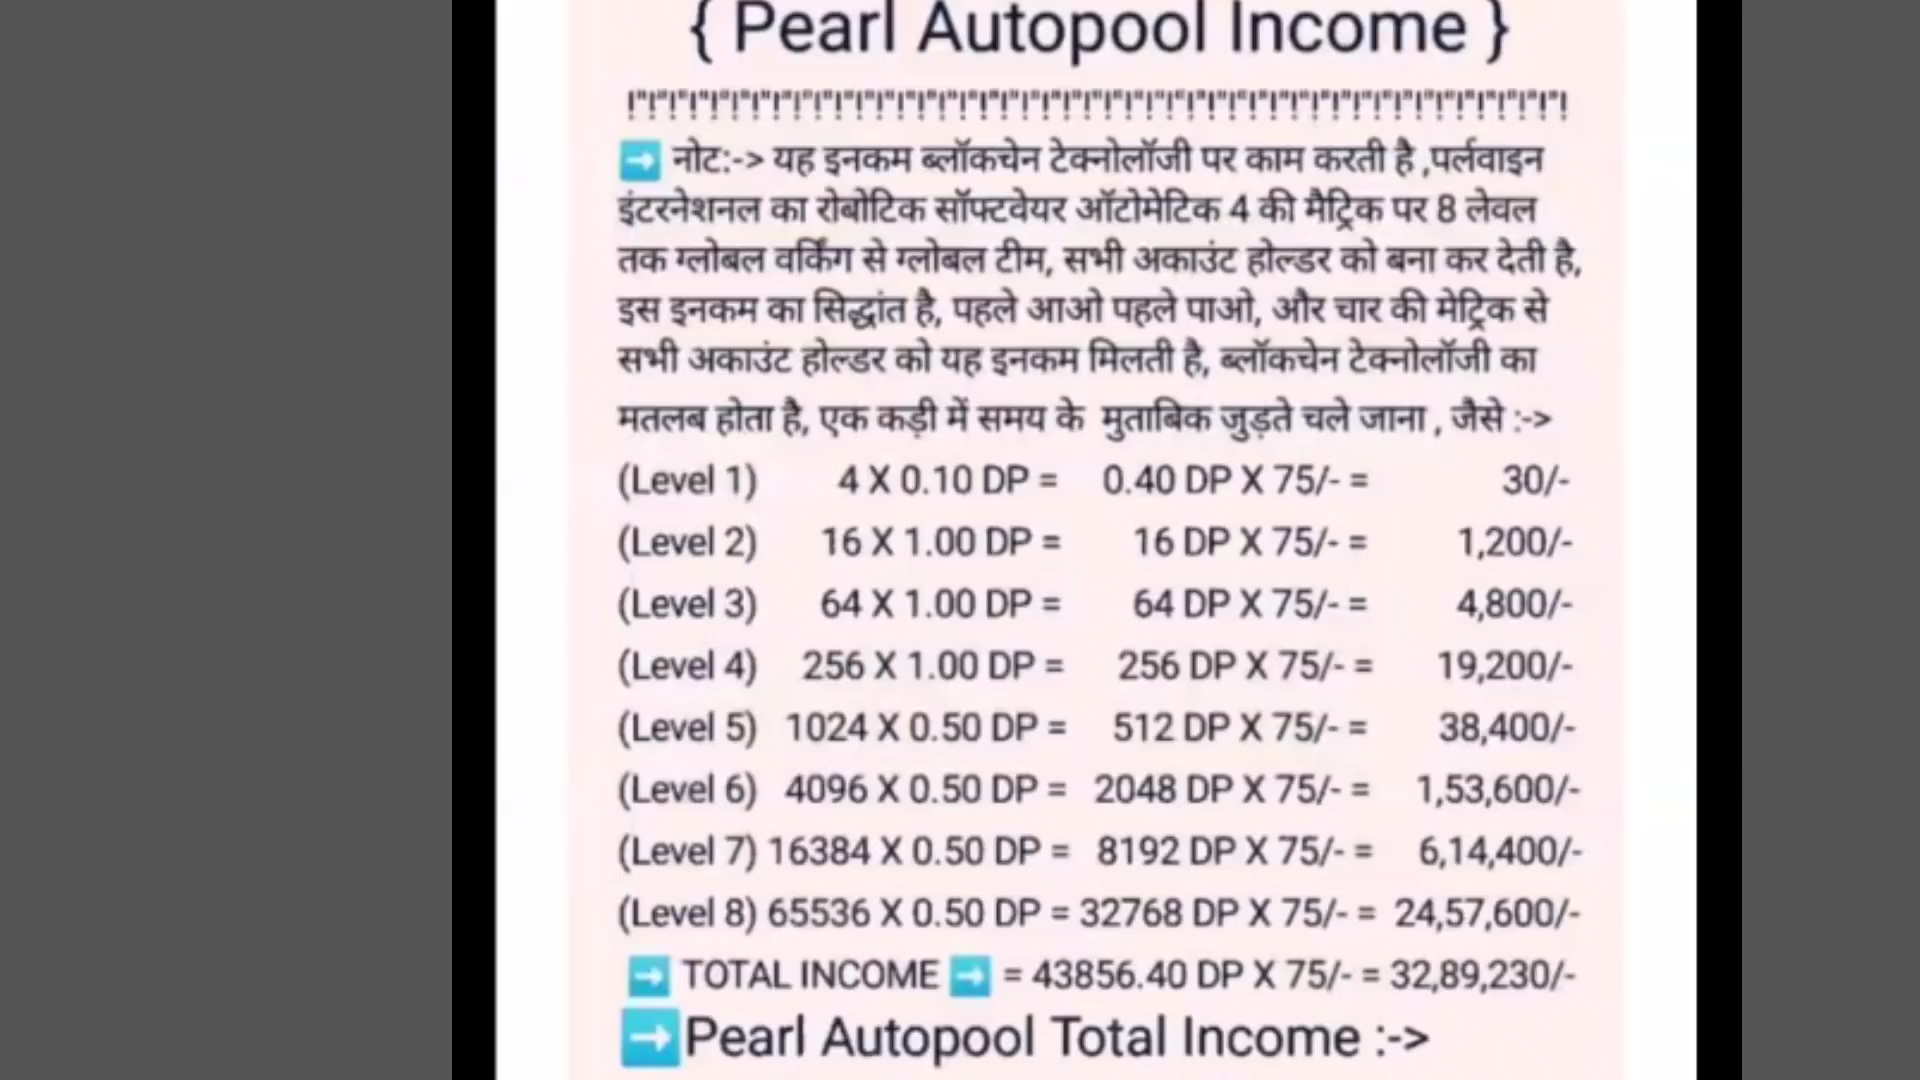 { Pearl Autopool Income }
!"!"!"!"!"!"!"!"!"!"!"!"!"!"!"!"!"!"!"!"!"!"!"!"!"!"!"!"!"!"!"!"!"!"!"!"!"!"!"!"!"!"!"!"!"!
➡️ नोट:-> यह इनकम ब्लॉकचेन टेक्नोलॉजी पर काम करती है ,पर्लवाइन
इंटरनेशनल का रोबोटिक सॉफ्टवेयर ऑटोमेटिक 4 की मैट्रिक पर 8 लेवल
तक ग्लोबल वर्किंग से ग्लोबल टीम, सभी अकाउंट होल्डर को बना कर देती है,
इस इनकम का सिद्धांत है, पहले आओ पहले पाओ, और चार की मेट्रिक से
सभी अकाउंट होल्डर को यह इनकम मिलती है, ब्लॉकचेन टेक्नोलॉजी का
मतलब होता है, एक कड़ी में समय के मुताबिक जुड़ते चले जाना , जैसे :->
(Level 1) 4 X 0.10 DP = 0.40 DP X 75/- = 30/-
(Level 2) 16 X 1.00 DP = 16 DP X 75/- = 1,200/-
(Level 3) 64 X 1.00 DP = 64 DP X 75/- = 4,800/-
(Level 4) 256 X 1.00 DP = 256 DP X 75/- = 19,200/-
(Level 5) 1024 X 0.50 DP = 512 DP X 75/- = 38,400/-
(Level 6) 4096 X 0.50 DP = 2048 DP X 75/- = 1,53,600/-
(Level 7) 16384 X 0.50 DP = 8192 DP X 75/- = 6,14,400/-
(Level 8) 65536 X 0.50 DP = 32768 DP X 75/- = 24,57,600/-
➡️ TOTAL INCOME ➡️ = 43856.40 DP X 75/- = 32,89,230/-
➡️Pearl Autopool Total Income :->